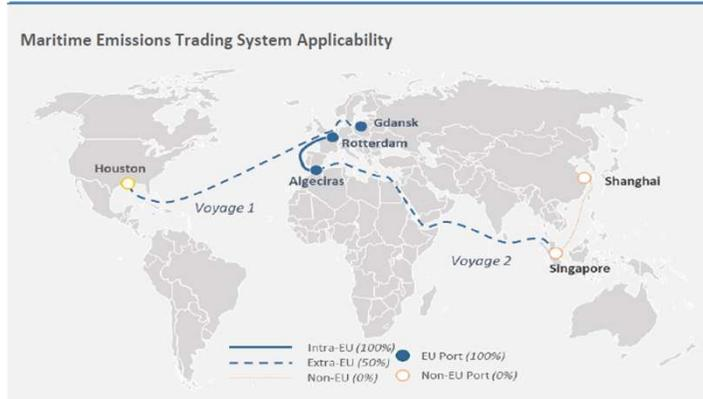 Maritime Emissions Trading System Applicability
Gdansk
Rotterdam
Houston
Algeciras
Shanghai
Voyage 1
Voyage 2
Singapore
Intra-EU (100%)
Extra-EU (50%)
Non-EU (0%)
EU Port (100%)
Non-EU Port (0%)